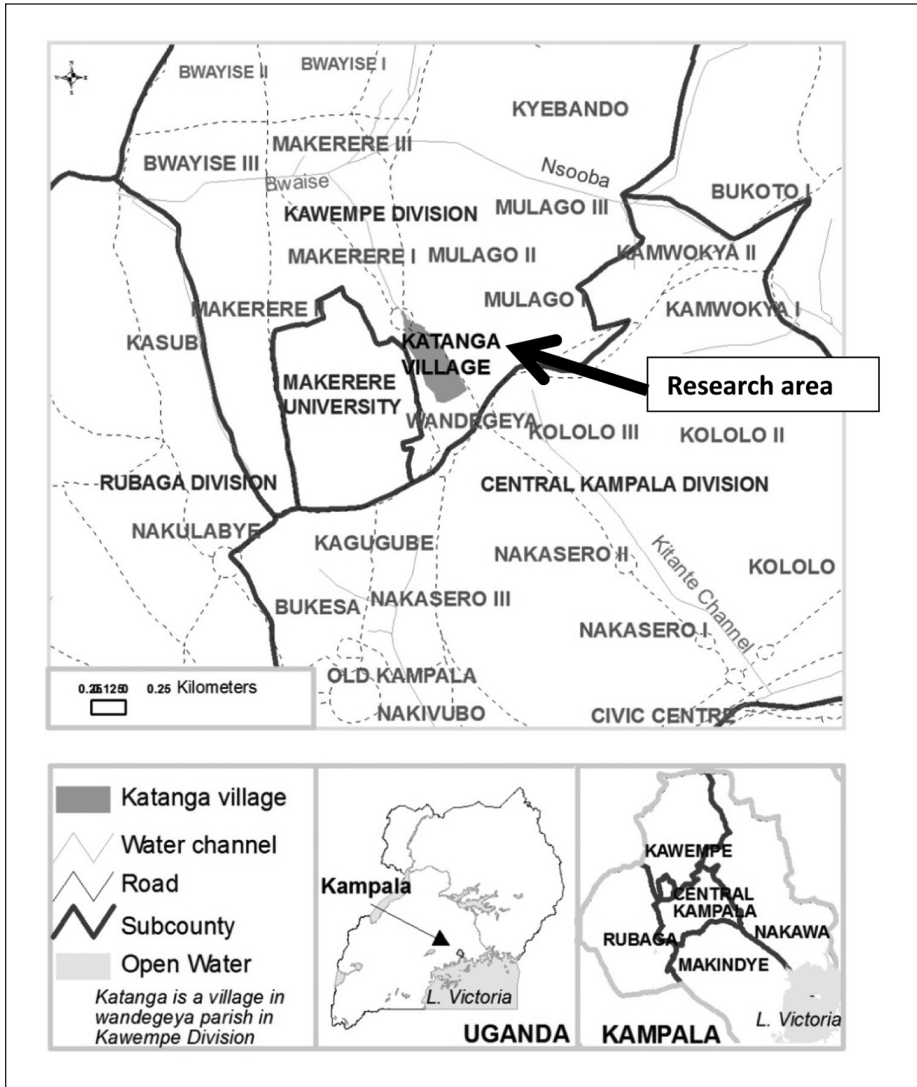 BWAYISE II
BWAYISE I
KYEBANDO
MAKERERE III
BWAYISE III
Nsooba
Bwaise
BUKOTO I
MULAGO III
KAWEMPE DIVISION
KAMWOKYA II
MAKERERE I
MULAGO II
MULAGO I
KAMWOKYA I
MAKERERE II
KASUBI
KATANGA
VILLAGE
Research area
MAKERERE
UNIVERSITY
WANDEGEYA
KOLOLO III
KOLOLO II
RUBAGA DIVISION
CENTRAL KAMPALA DIVISION
NAKULABYE
KAGUGUBE
NAKASERO II
Kitante Channel
KOLOLO
BUKESA
NAKASERO III
NAKASERO I
OLD KAMPALA
NAKIVUBO
CIVIC CENTRE
0.25 Kilometers
Katanga village
Water channel
Road
Subcounty
Open Water
Katanga is a village in
wandegeya parish in
Kawempe Division
Kampala
L. Victoria
UGANDA
KAWEMPE
CENTRAL
KAMPALA
RUBAGA
NAKAWA
MAKINDYE
L. Victoria
KAMPALA